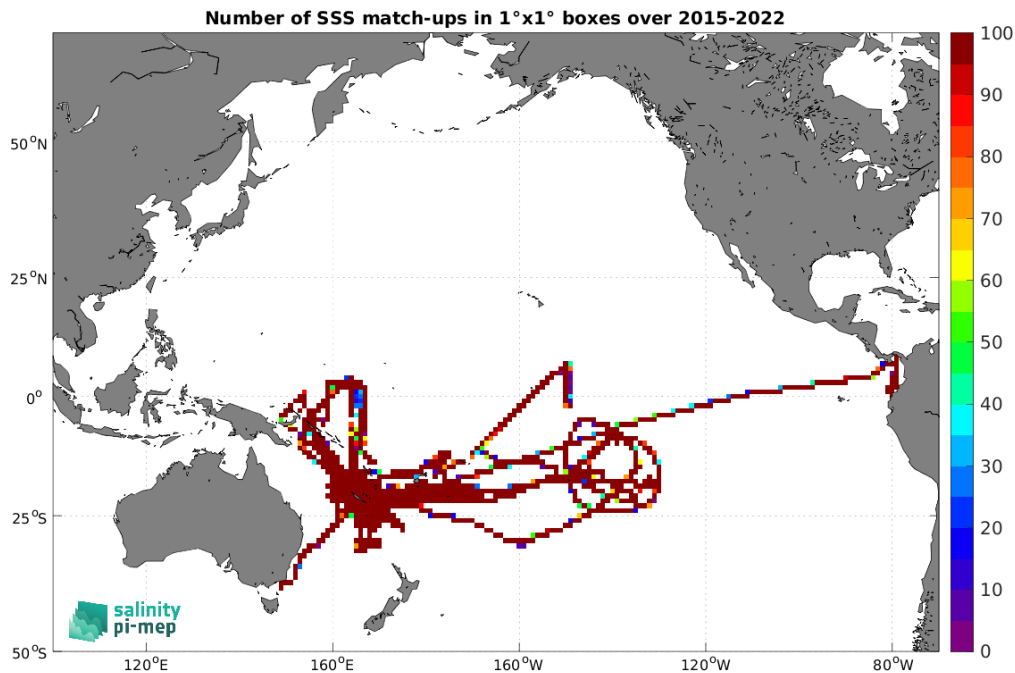 Number of SSS match-ups in 1°x1° boxes over 2015-2022
100
90
80
70
60
50
40
30
20
10
0
50°N
25°N
0°
25°S
50°S
120°E
160°E
160°W
120°W
80°W
salinity
pi-mep